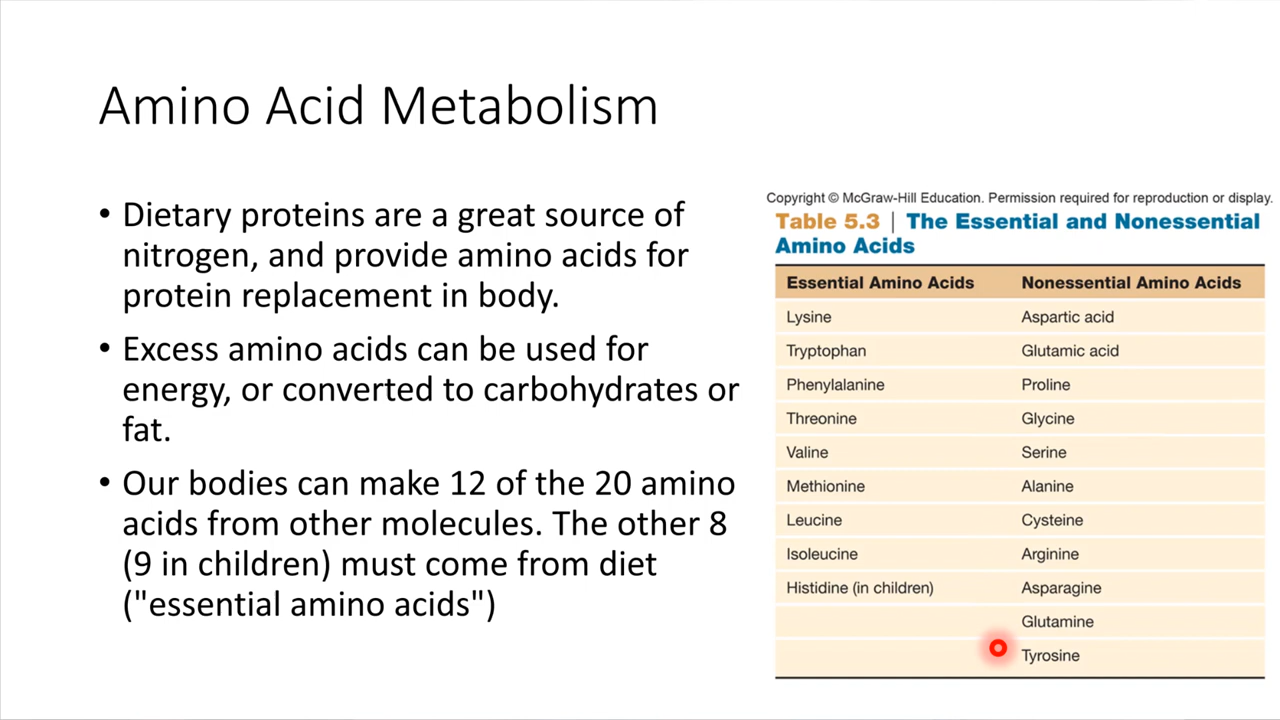 Amino Acid Metabolism
• Dietary proteins are a great source of
nitrogen, and provide amino acids for
protein replacement in body.
• Excess amino acids can be used for
energy, or converted to carbohydrates or
fat.
• Our bodies can make 12 of the 20 amino
acids from other molecules. The other 8
(9 in children) must come from diet
("essential amino acids")
Copyright © McGraw-Hill Education. Permission required for reproduction or display.
Table 5.3 | The Essential and Nonessential
Amino Acids
Essential Amino Acids Nonessential Amino Acids
Lysine Aspartic acid
Tryptophan Glutamic acid
Phenylalanine Proline
Threonine Glycine
Valine Serine
Methionine Alanine
Leucine Cysteine
Isoleucine Arginine
Histidine (in children) Asparagine
Glutamine
Tyrosine